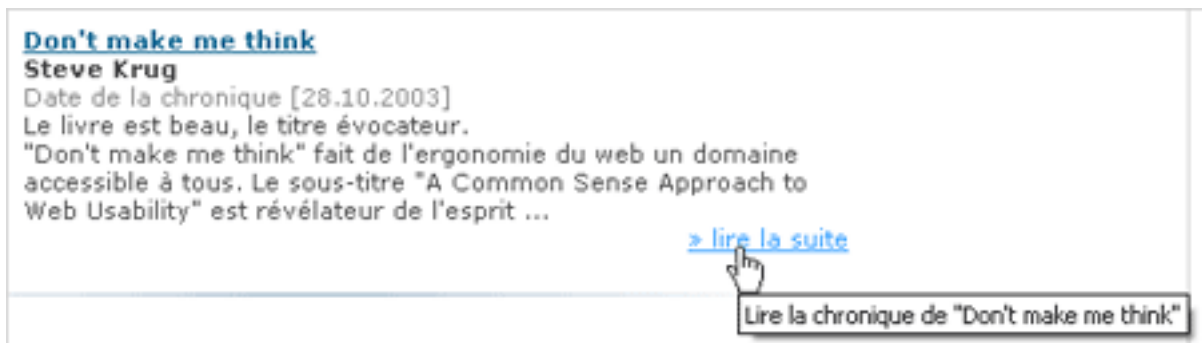 Don't make me think
Steve Krug
Date de la chronique [28.10.2003]
Le livre est beau, le titre évocateur.
"Don't make me think" fait de l'ergonomie du web un domaine
accessible à tous. Le sous-titre "A Common Sense Approach to
Web Usability" est révélateur de l'esprit ...
» lire la suite
Lire la chronique de "Don't make me think"